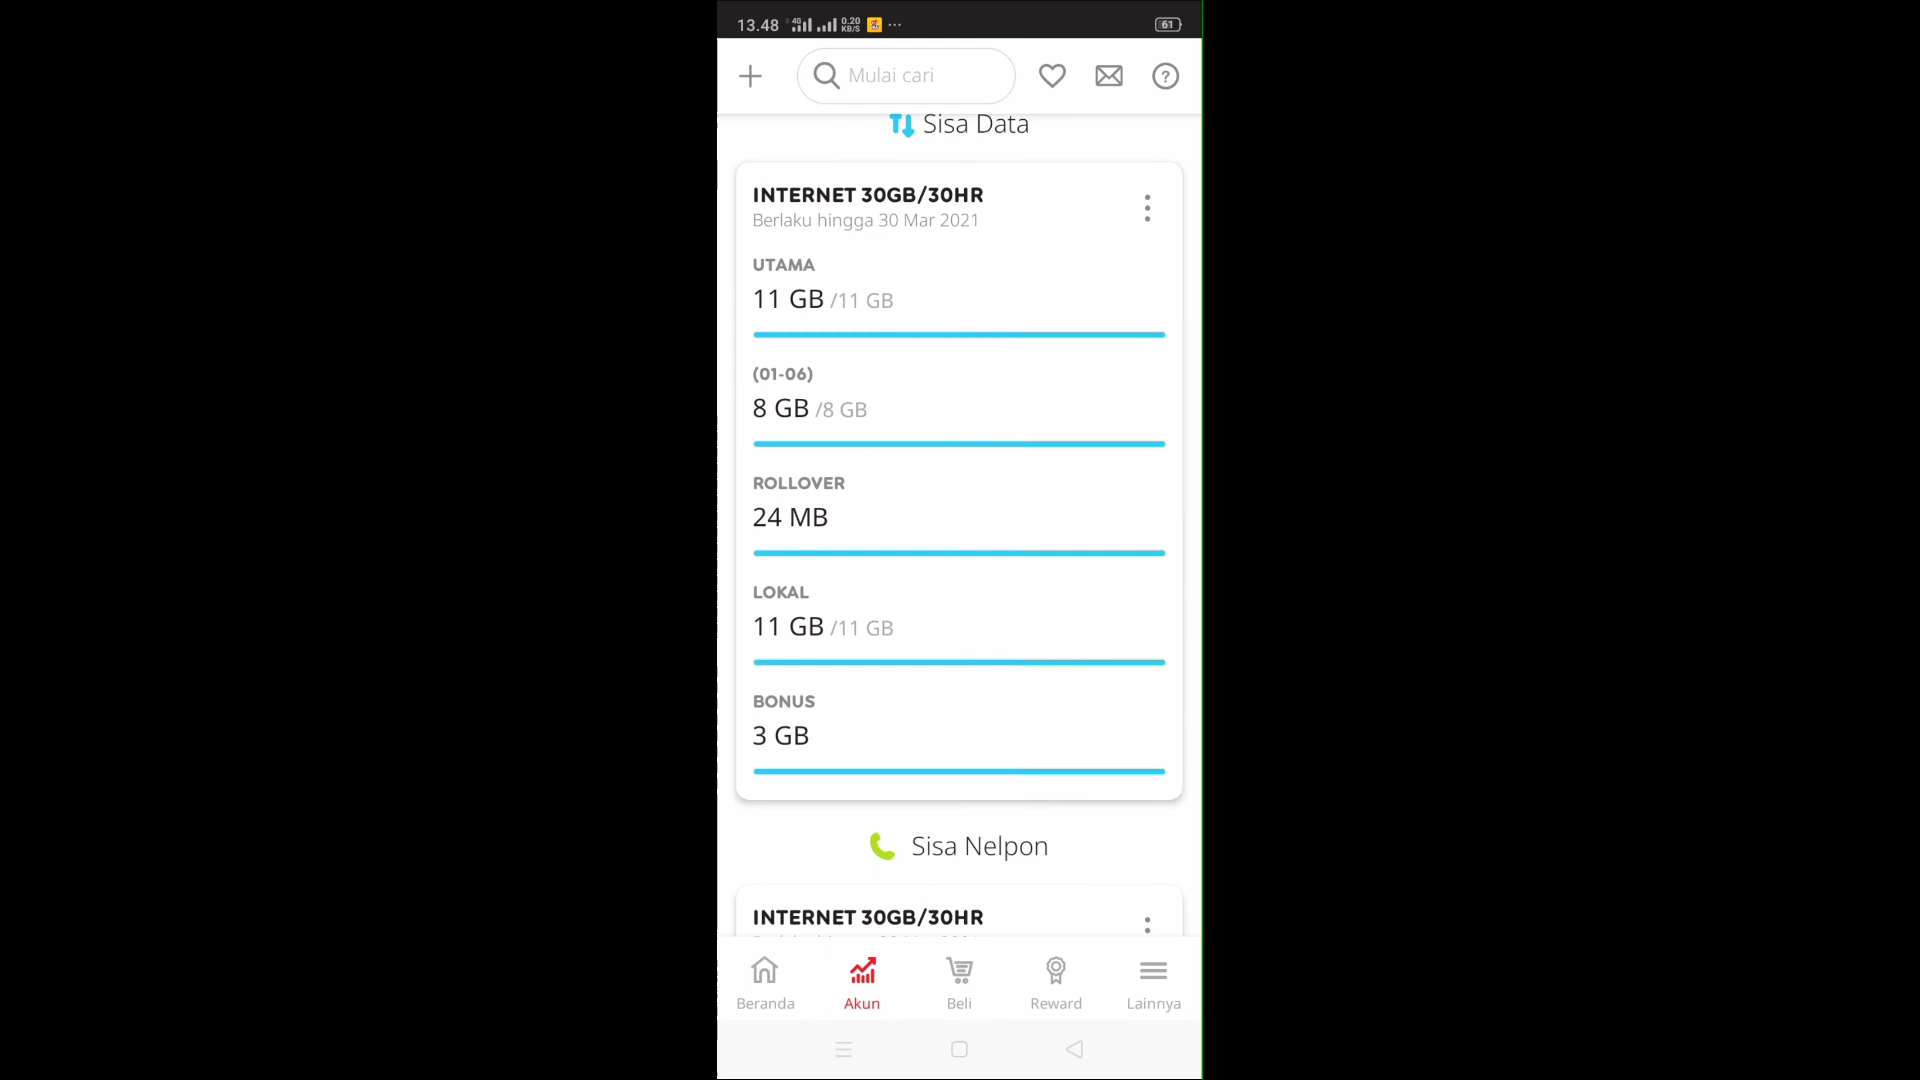 13.48 4G 0.20 KB/S 61
Mulai cari
Sisa Data
INTERNET 30GB/30HR
Berlaku hingga 30 Mar 2021
UTAMA
11 GB /11 GB
(01-06)
8 GB /8 GB
ROLLOVER
24 MB
LOKAL
11 GB /11 GB
BONUS
3 GB
Sisa Nelpon
INTERNET 30GB/30HR
Beranda Akun Beli Reward Lainnya